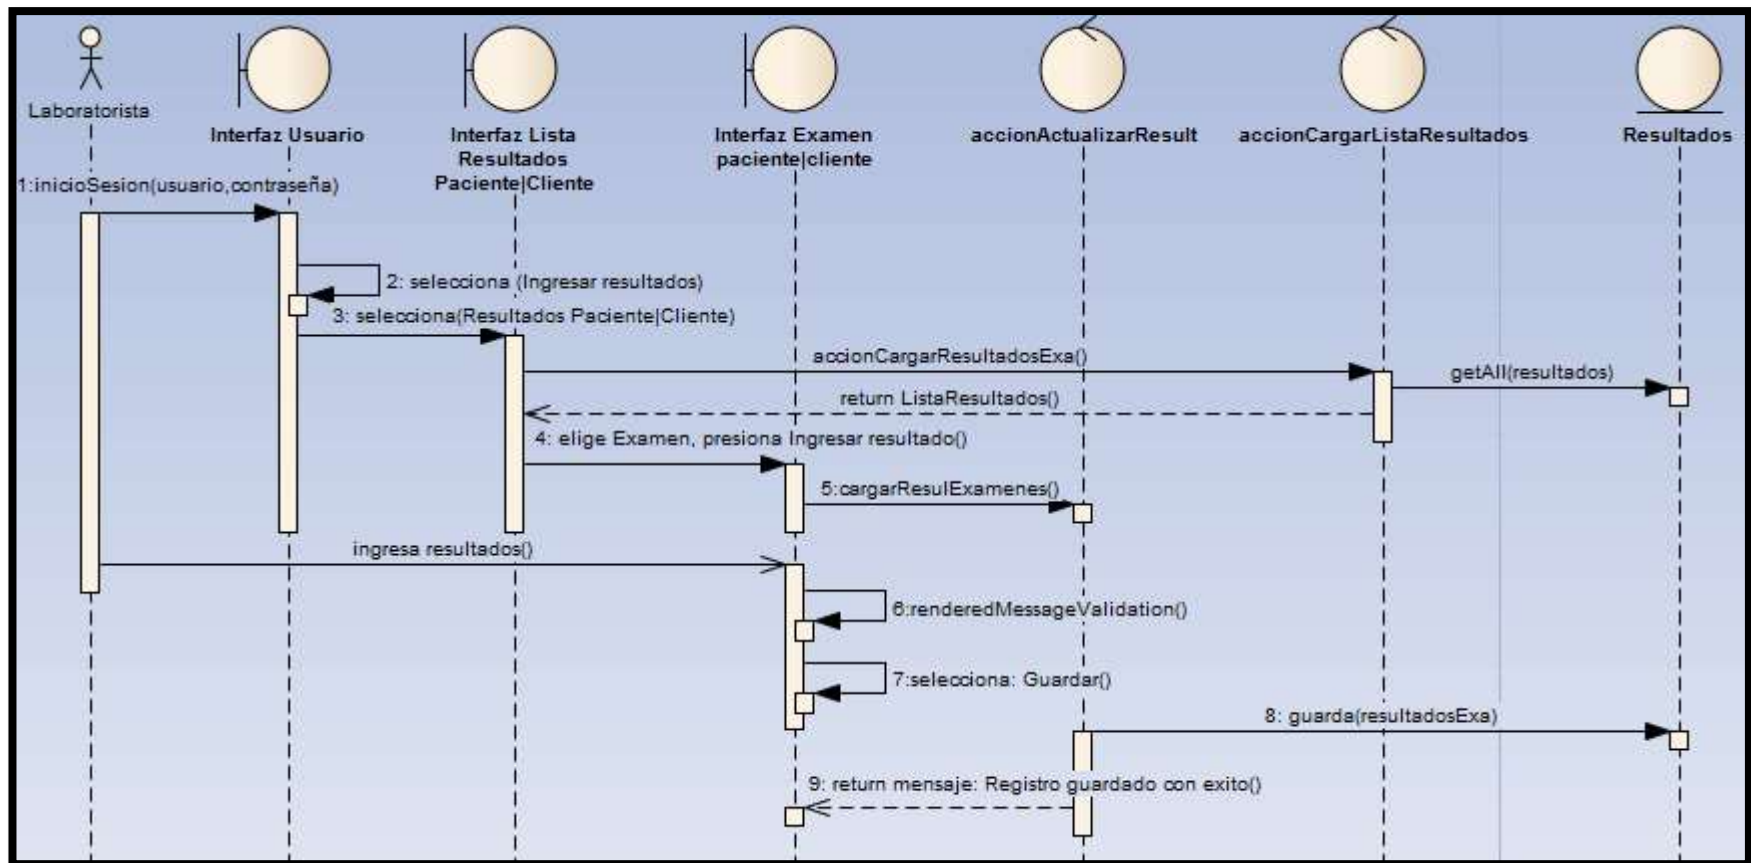 Laboratorista
Interfaz Usuario
Interfaz Lista
Resultados
Paciente|Cliente
Interfaz Examen
paciente|cliente
accionActualizarResult
accionCargarListaResultados
Resultados
1:inicioSesion(usuario,contraseña)
2: selecciona (Ingresar resultados)
3: selecciona(Resultados Paciente|Cliente)
accionCargarResultadosExa()
getAll(resultados)
return ListaResultados()
4: elige Examen, presiona Ingresar resultado()
5:cargarResulExamenes()
ingresa resultados()
6:renderedMessageValidation()
7:selecciona: Guardar()
8: guarda(resultadosExa)
9: return mensaje: Registro guardado con exito()